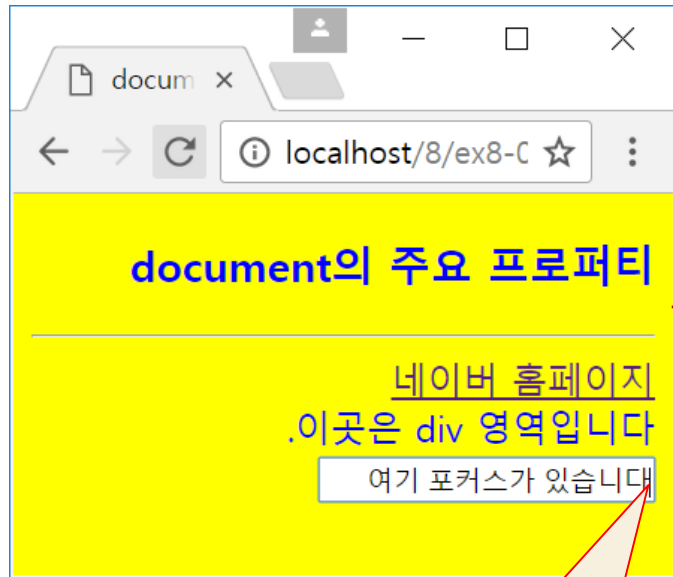 docum
localhost/8/ex8-0
document의 주요 프로퍼티
네이버 홈페이지
.이곳은 div 영역입니다
여기 포커스가 있습니다